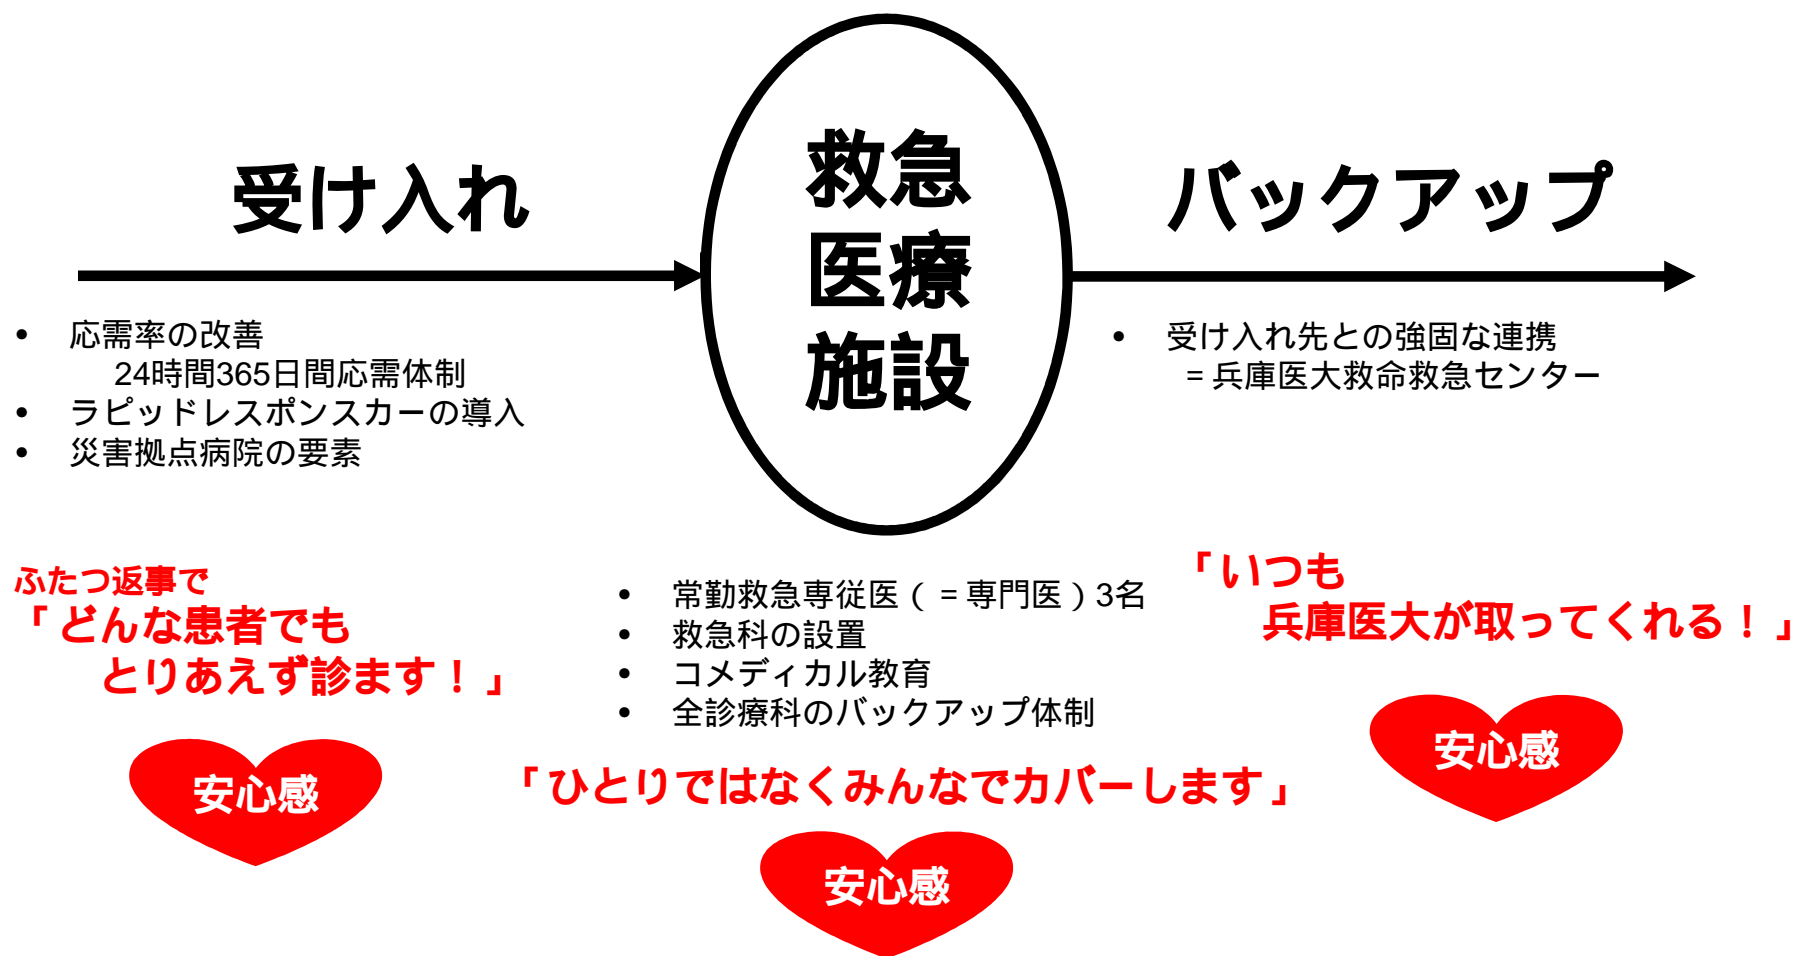 受け入れ
• 応需率の改善
24時間365日間応需体制
• ラピッドレスポンスカーの導入
• 災害拠点病院の要素
ふたつ返事で
「どんな患者でも
とりあえず診ます！」
安心感
救急
医療
施設
• 常勤救急専従医（＝専門医）3名
• 救急科の設置
• コメディカル教育
• 全診療科のバックアップ体制
「ひとりではなくみんなでカバーします」
安心感
バックアップ
• 受け入れ先との強固な連携
＝兵庫医大救命救急センター
「いつも
兵庫医大が取ってくれる！」
安心感